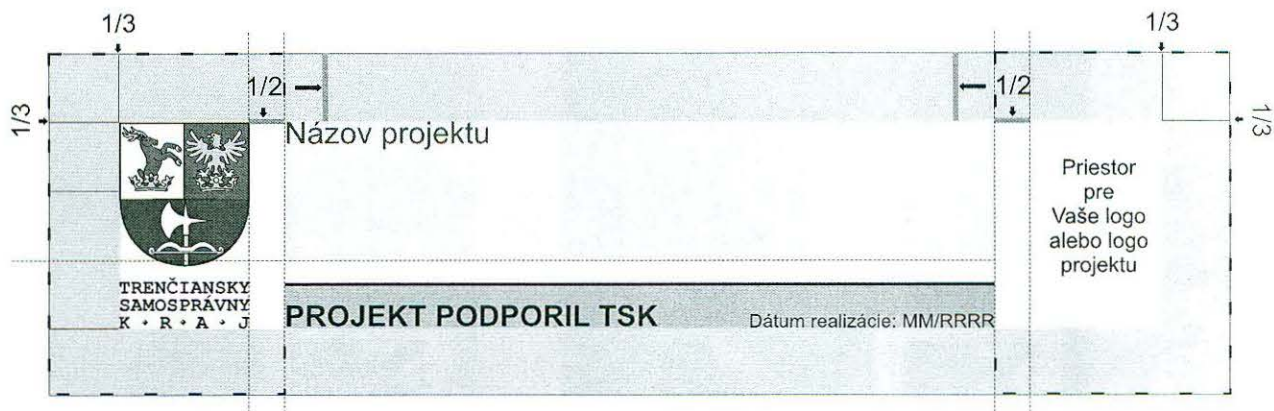 1/3
1/3
1/3
1/2
1/2
1/3
Názov projektu
Priestor
pre
Vaše logo
alebo logo
projektu
TRENČIANSKY
SAMOSPRÁVNY
K · R · A · J
PROJEKT PODPORIL TSK
Dátum realizácie: MM/RRRR